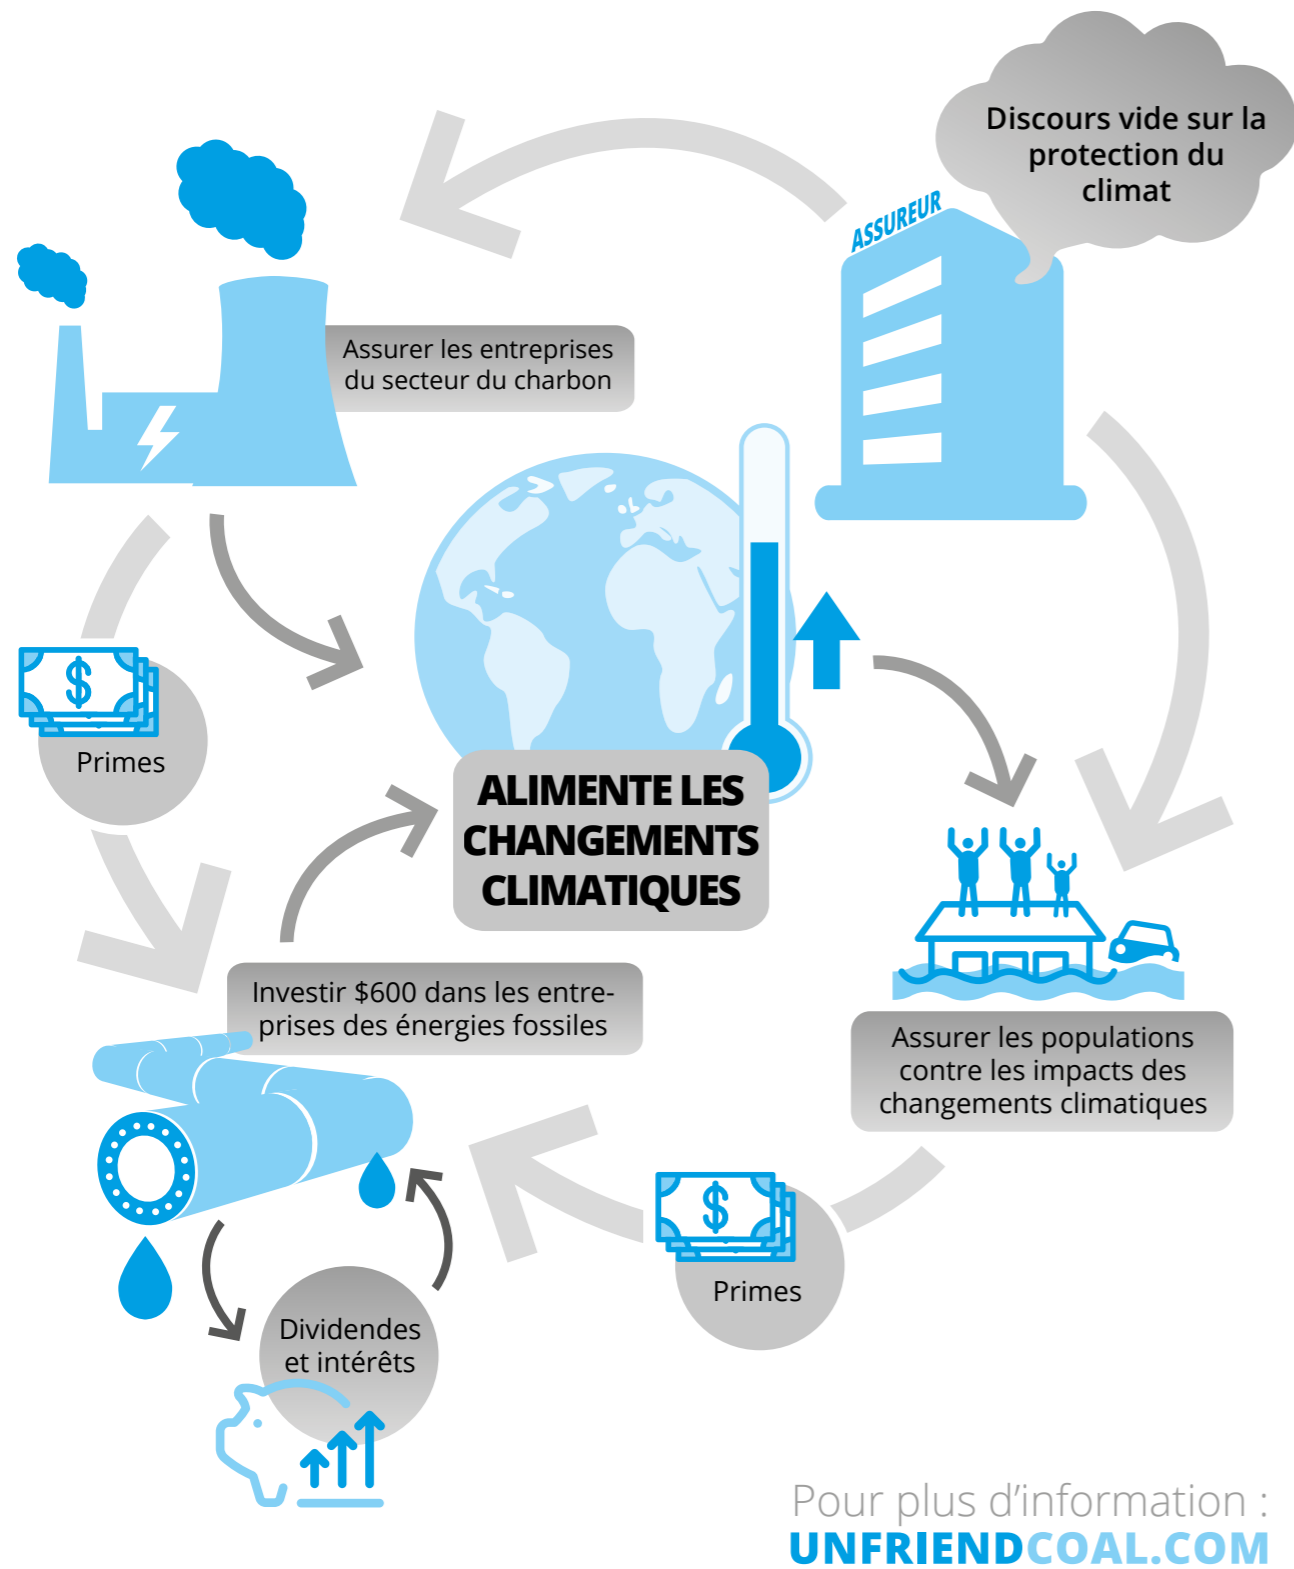 Discours vide sur la
protection du
climat
ASSUREUR
Assurer les entreprises
du secteur du charbon
$
Primes
ALIMENTE LES
CHANGEMENTS
CLIMATIQUES
Investir $600 dans les entre-
prises des énergies fossiles
Assurer les populations
contre les impacts des
changements climatiques
$
Primes
Dividendes
et intérêts
Pour plus d’information :
UNFRIENDCOAL.COM